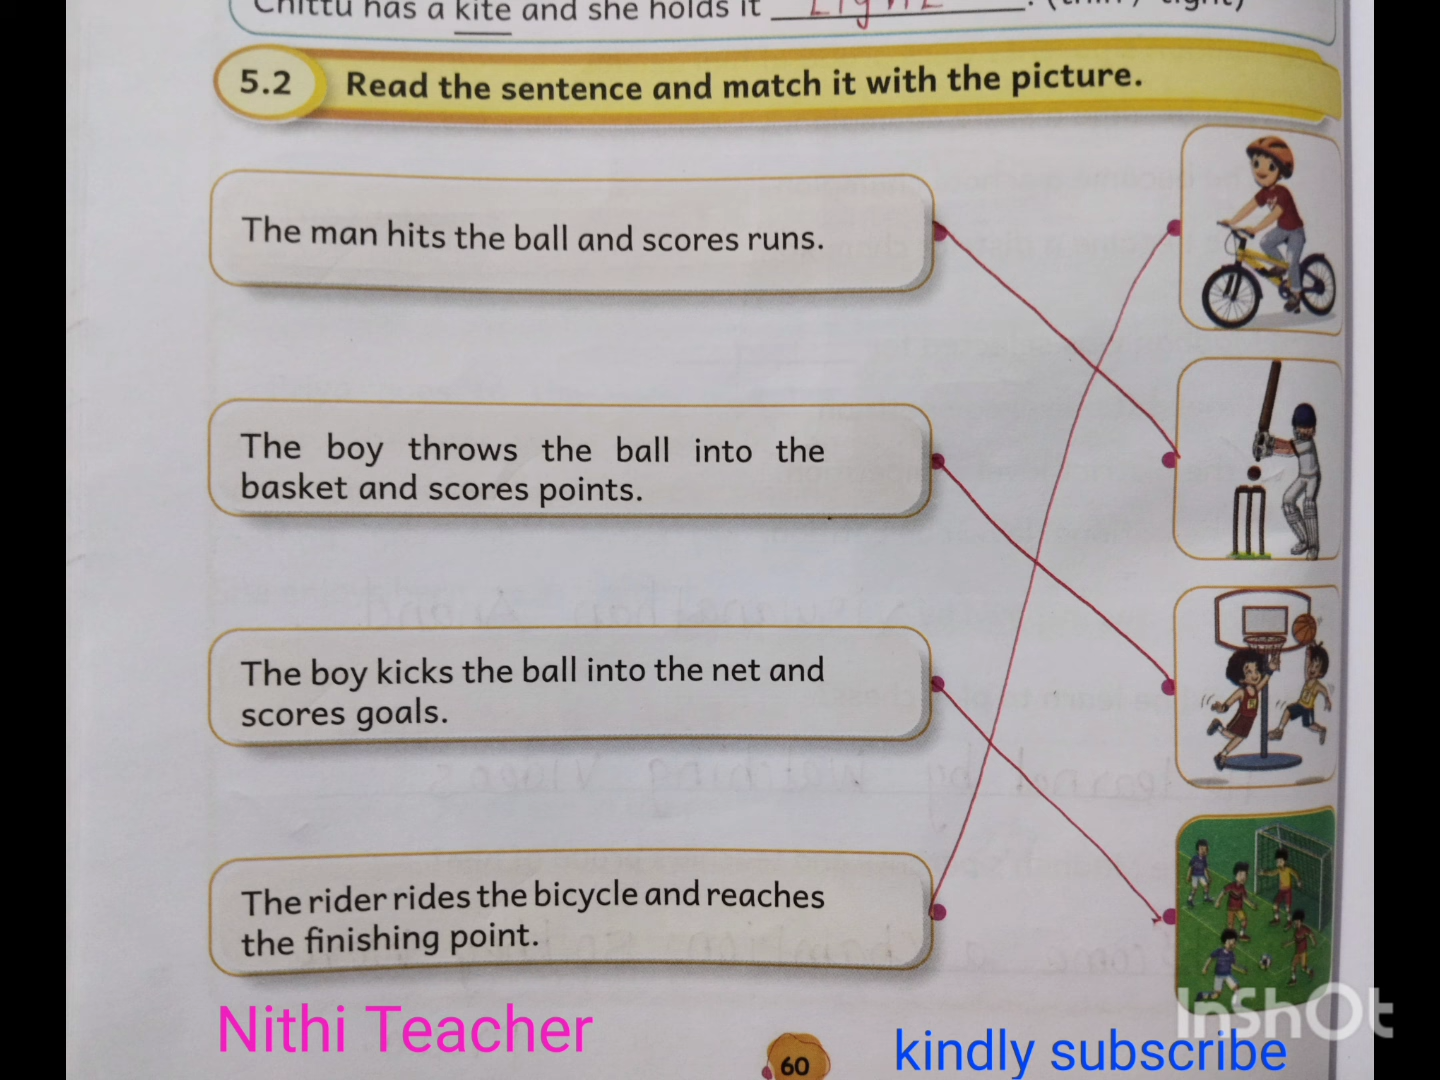 Chittu has a kite and she holds it
5.2 Read the sentence and match it with the picture.
The man hits the ball and scores runs.
The boy throws the ball into the
basket and scores points.
The boy kicks the ball into the net and
scores goals.
The rider rides the bicycle and reaches
the finishing point.
Nithi Teacher
60
kindly subscribe
InShOt